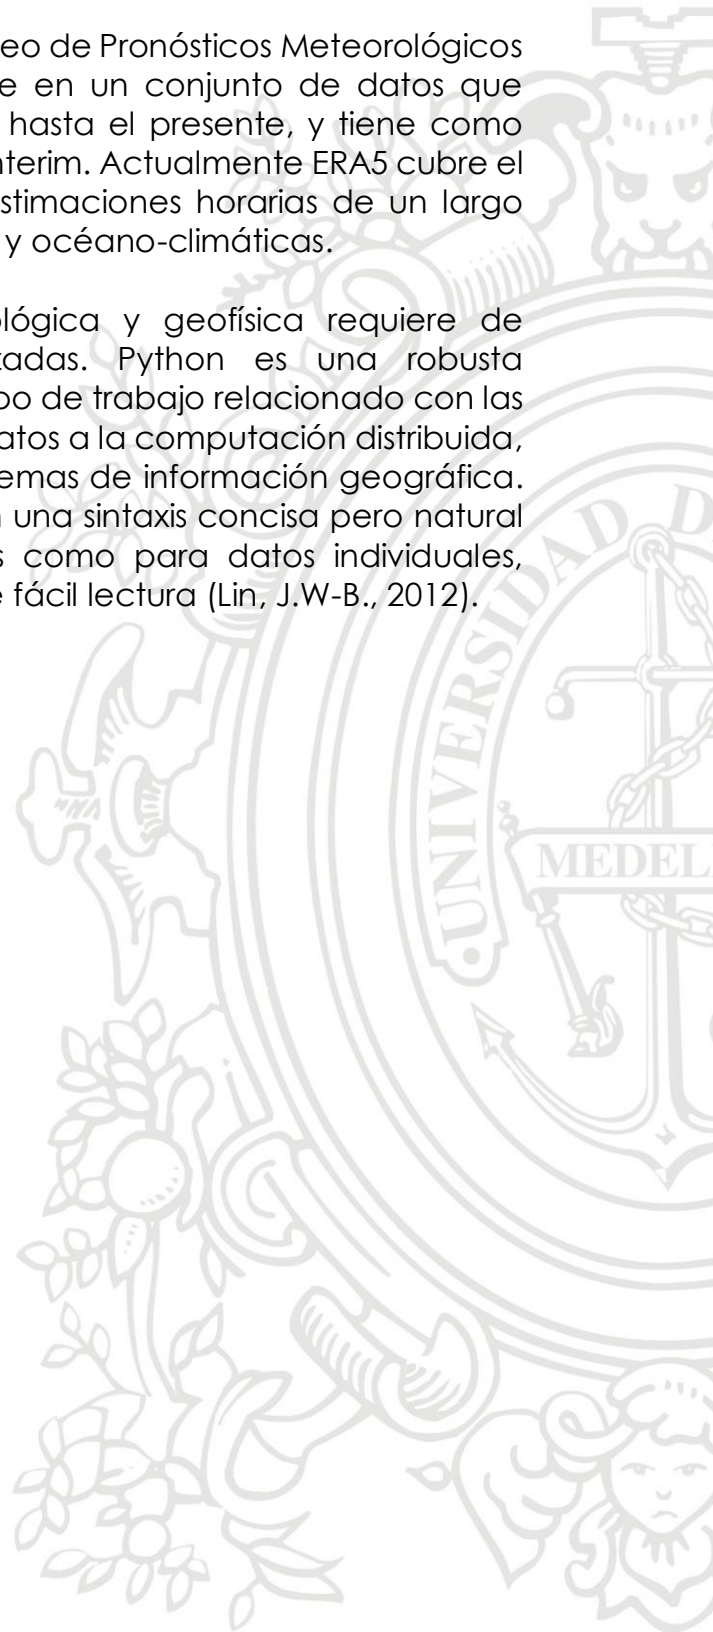 eo de Pronósticos Meteorológicos
e en un conjunto de datos que
hasta el presente, y tiene como
nterim. Actualmente ERA5 cubre el
stimaciones horarias de un largo
y océano-climáticas.
lógica y geofísica requiere de
zadas. Python es una robusta
po de trabajo relacionado con las
atos a la computación distribuida,
emas de información geográfica.
una sintaxis concisa pero natural
s como para datos individuales,
e fácil lectura (Lin, J.W-B., 2012).
UNIVERSIDAD D
MEDEL